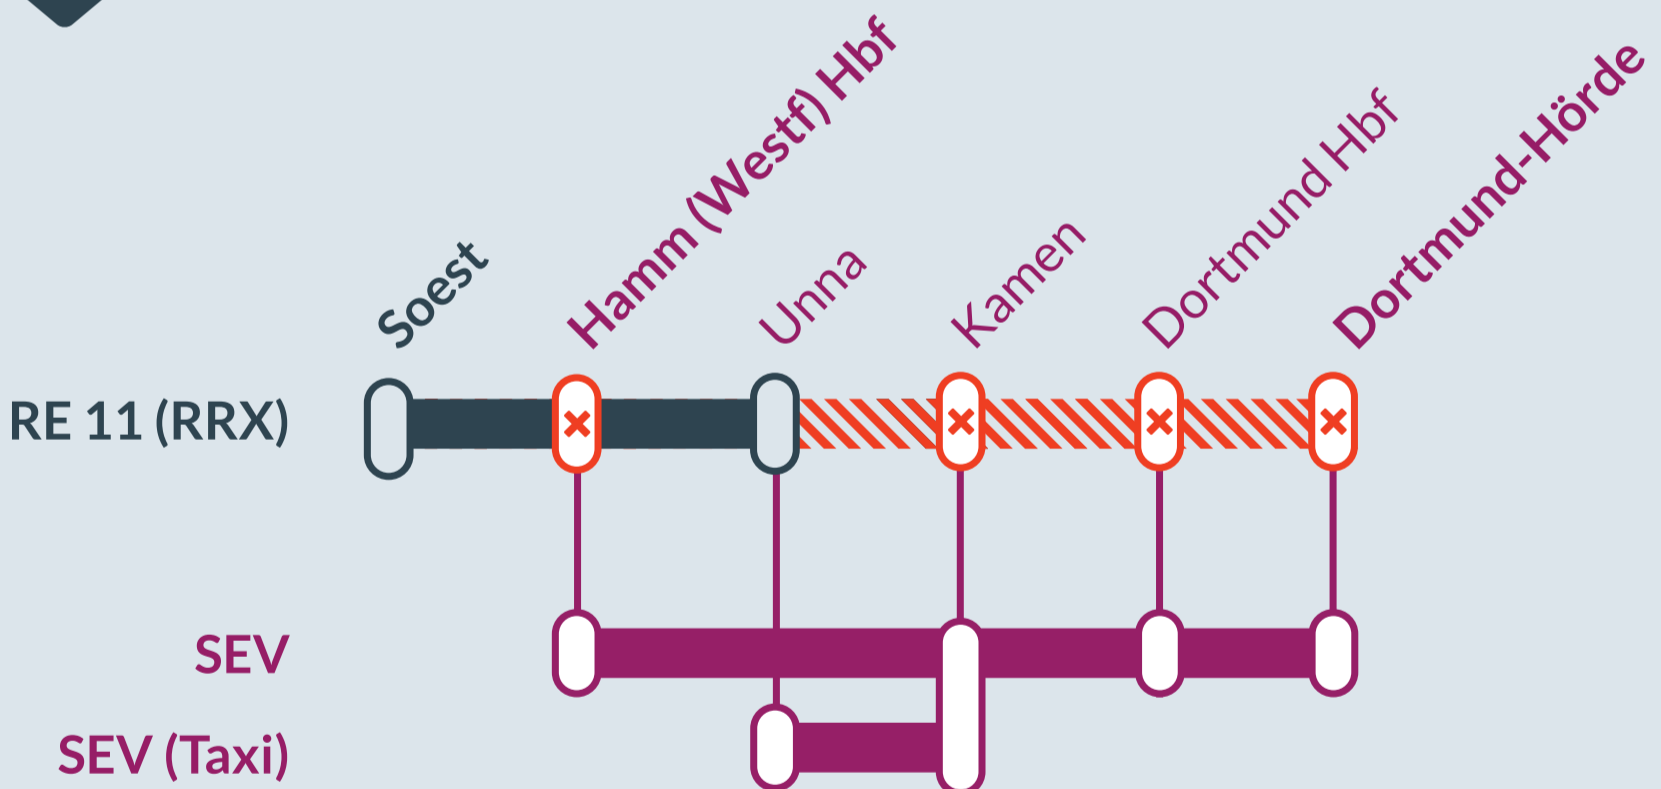 Soest
Hamm (Westf) Hbf
Unna
Kamen
Dortmund Hbf
Dortmund-Hörde
RE 11 (RRX)
SEV
SEV (Taxi)